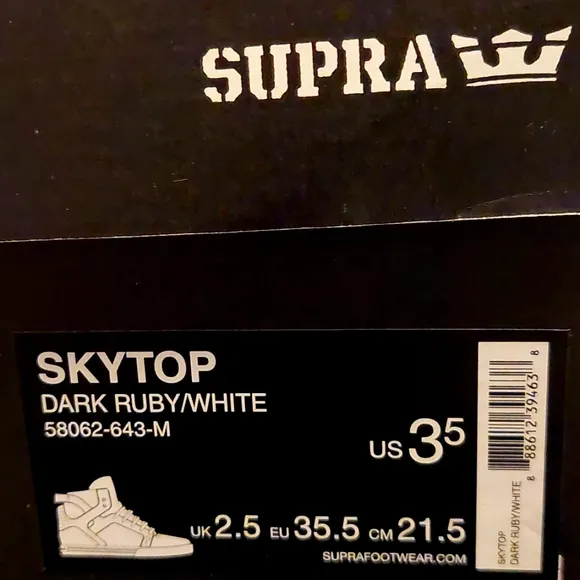 SUPRA
SKYTOP
DARK RUBY/WHITE
58062-643-M
US 3⁵
UK 2.5 EU 35.5 CM 21.5
SUPRAFOOTWEAR.COM
8 88612 39463 8
SKYTOP
DARK RUBY/WHITE